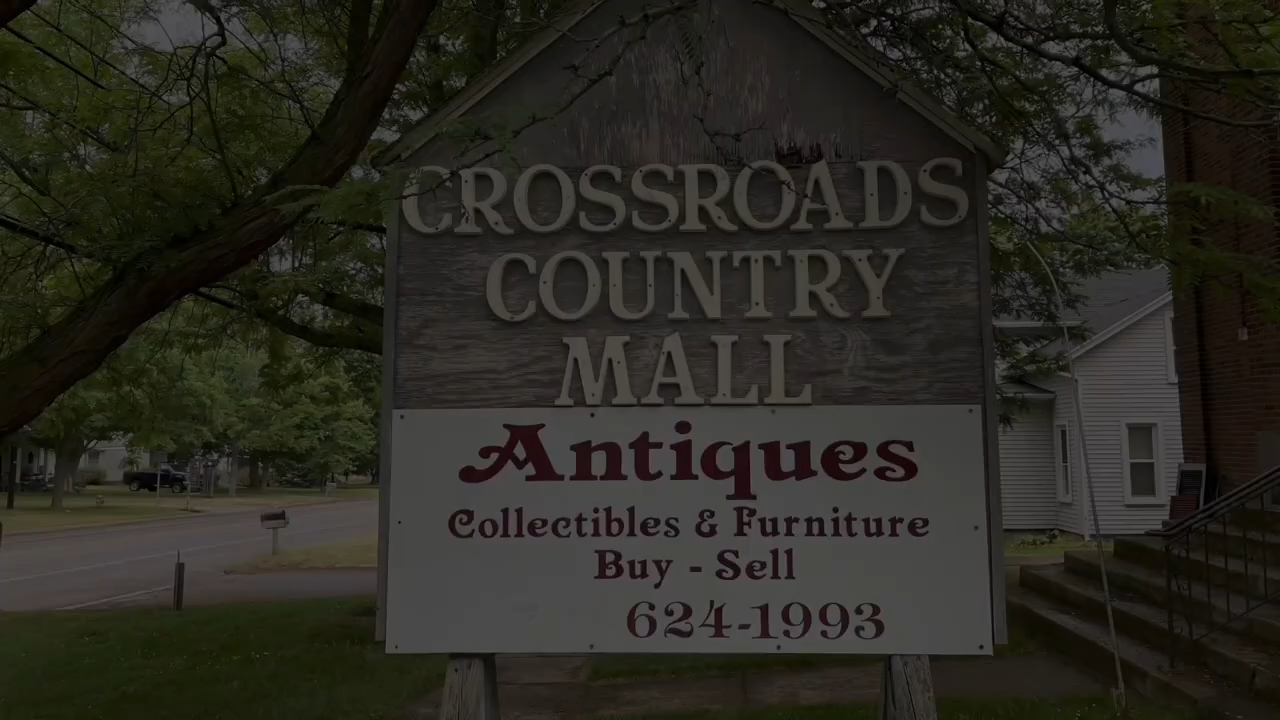 CROSSROADS
COUNTRY
MALL
Antiques
Collectibles & Furniture
Buy - Sell
624-1993